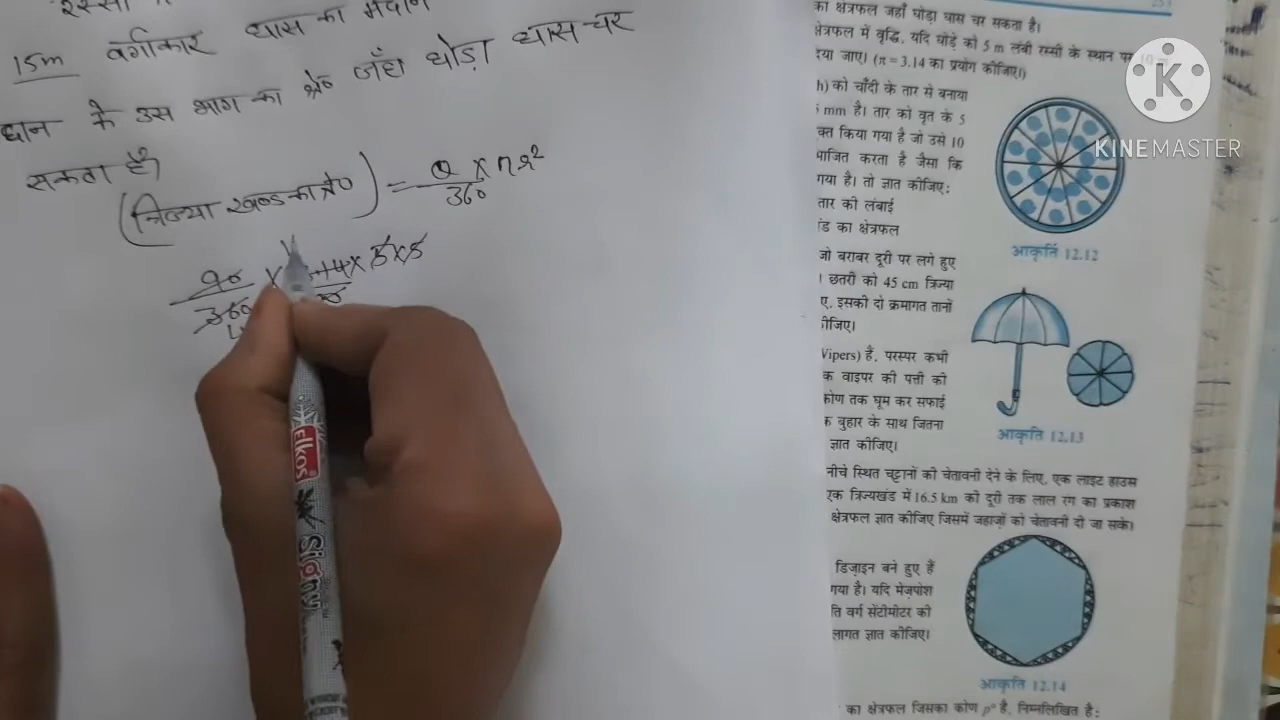 15m वर्गाकार घास का मैदान
के उस भाग का क्षे० जहाँ घोड़ा घास चर
सकता है।
(त्रिज्या खण्ड का क्षे०) = θ/360 × πr²
90/360 × × 5 × 5
Elkos
Signy
का क्षेत्रफल जहाँ घोड़ा घास चर सकता है।
क्षेत्रफल में वृद्धि, यदि घोड़े को 5 m लंबी रस्सी के स्थान पर 10 m
दिया जाए। (π = 3.14 का प्रयोग कीजिए।)
h) को चाँदी के तार से बनाया
mm है। तार को वृत के 5
क्त किया गया है जो उसे 10
भाजित करता है जैसा कि
गया है। तो ज्ञात कीजिए:
तार की लंबाई
खंड का क्षेत्रफल
आकृति 12.12
जो बराबर दूरी पर लगे हुए
छतरी को 45 cm त्रिज्या
ए, इसकी दो क्रमागत तानों
ीजिए।
आकृति 12.13
Vipers) हैं, परस्पर कभी
क वाइपर की पत्ती की
कोण तक घूम कर सफाई
क बुहार के साथ जितना
ज्ञात कीजिए।
नीचे स्थित चट्टानों को चेतावनी देने के लिए, एक लाइट हाउस
एक त्रिज्यखंड में 16.5 km की दूरी तक लाल रंग का प्रकाश
क्षेत्रफल ज्ञात कीजिए जिसमें जहाज़ों को चेतावनी दी जा सके।
डिज़ाइन बने हुए हैं
गया है। यदि मेज़पोश
ति वर्ग सेंटीमीटर की
लागत ज्ञात कीजिए।
आकृति 12.14
का क्षेत्रफल जिसका कोण p° है, निम्नलिखित है:
K
KINEMASTER